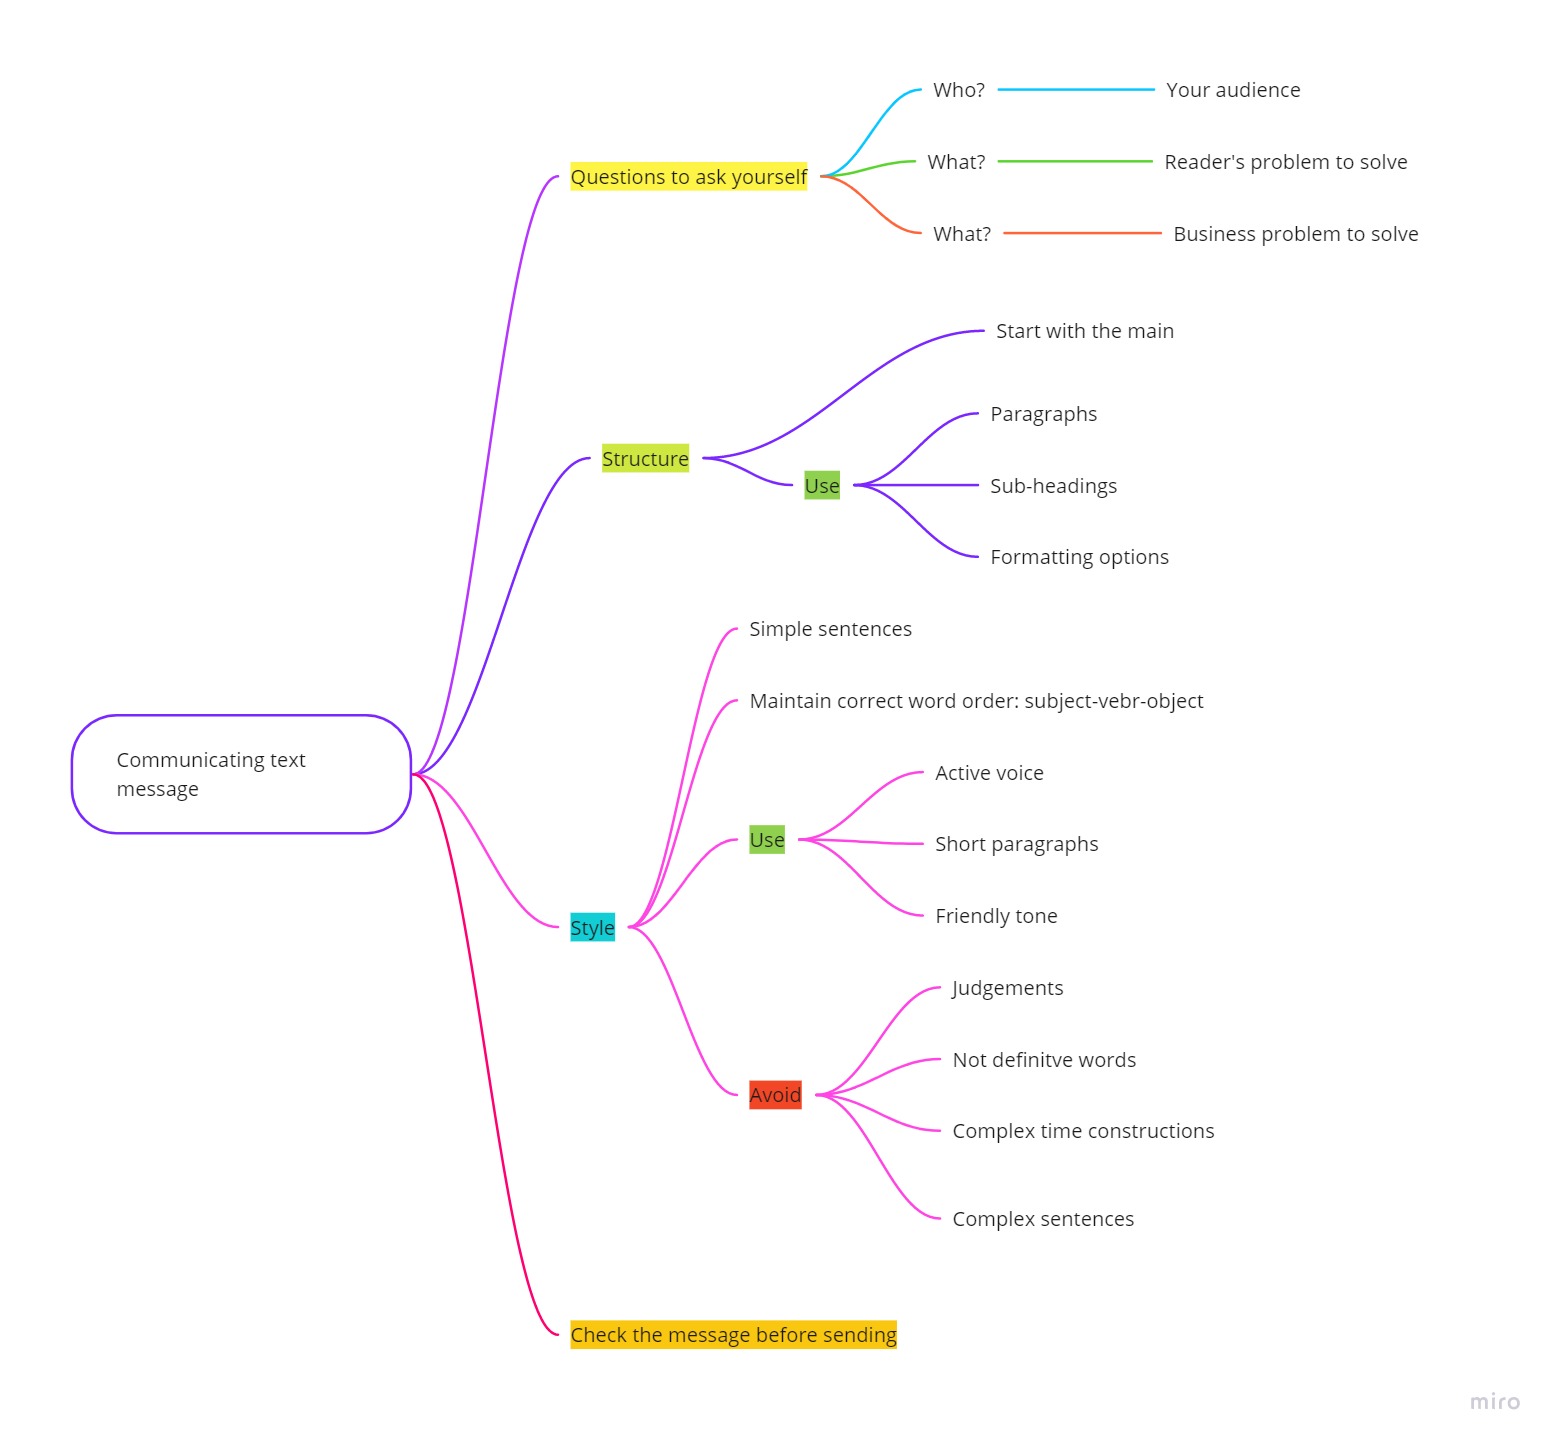 Who?
Your audience
What?
Reader's problem to solve
Questions to ask yourself
What?
Business problem to solve
Start with the main
Paragraphs
Structure
Use
Sub-headings
Formatting options
Simple sentences
Maintain correct word order: subject-vebr-object
Communicating text
message
Active voice
Use
Short paragraphs
Friendly tone
Style
Judgements
Not definitve words
Avoid
Complex time constructions
Complex sentences
Check the message before sending
miro